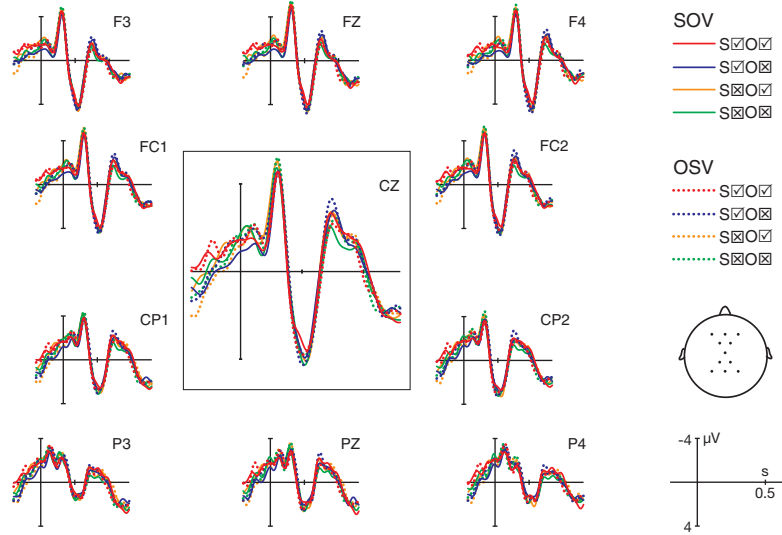 F3
FZ
F4
SOV
S☑O☑
S☑O☒
S☒O☑
S☒O☒
FC1
CZ
FC2
OSV
S☑O☑
S☑O☒
S☒O☑
S☒O☒
CP1
CP2
P3
PZ
P4
-4
µV
s
0.5
4